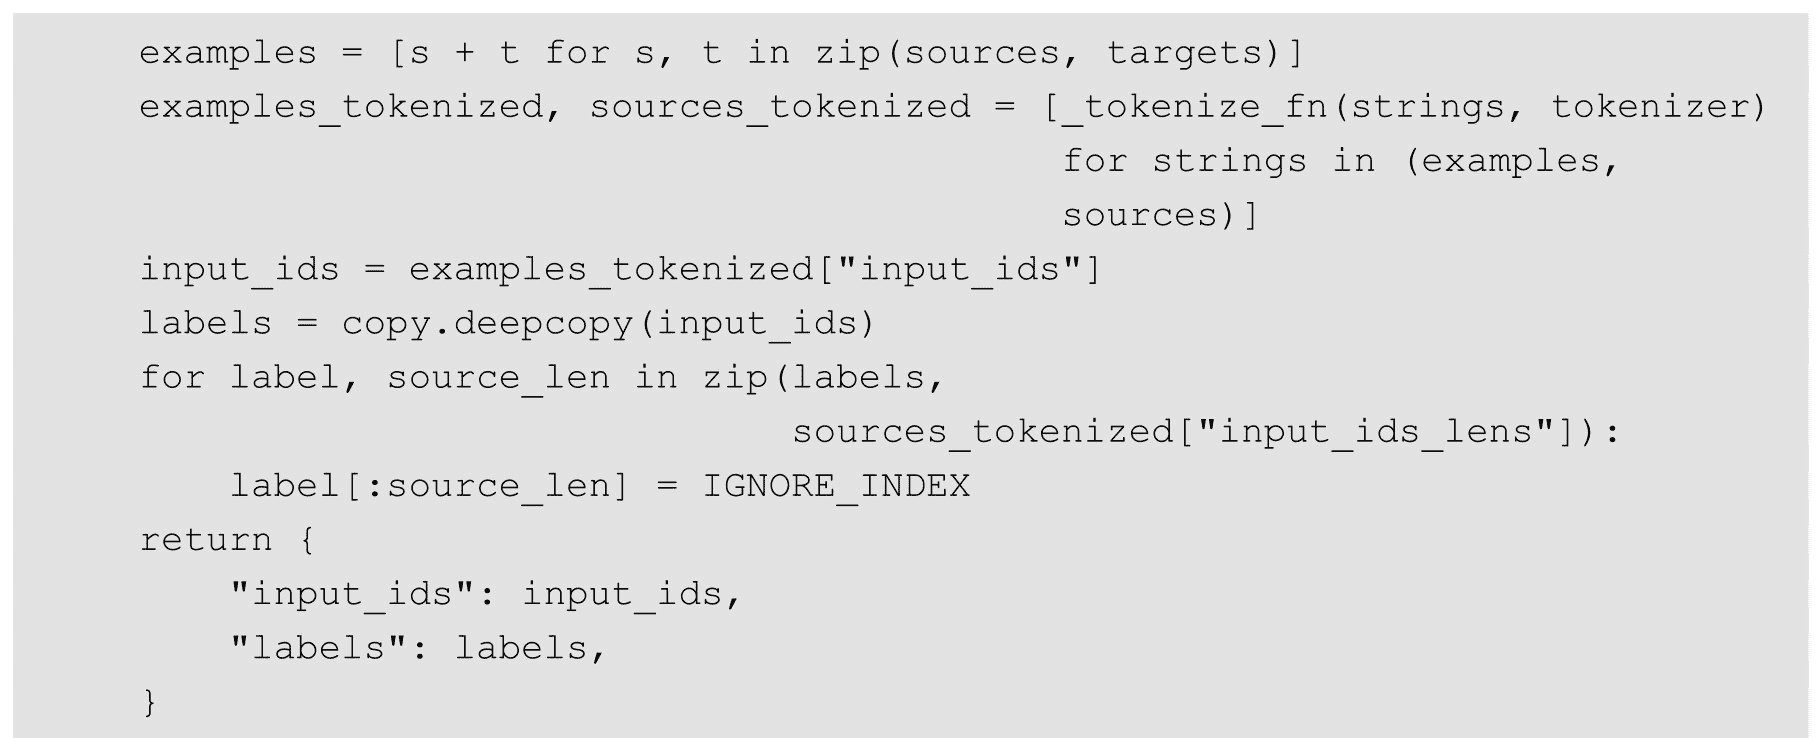 examples = [s + t for s, t in zip(sources, targets)]
examples_tokenized, sources_tokenized = [_tokenize_fn(strings, tokenizer)
for strings in (examples,
sources)]
input_ids = examples_tokenized["input_ids"]
labels = copy.deepcopy(input_ids)
for label, source_len in zip(labels,
sources_tokenized["input_ids_lens"]):
label[:source_len] = IGNORE_INDEX
return {
"input_ids": input_ids,
"labels": labels,
}